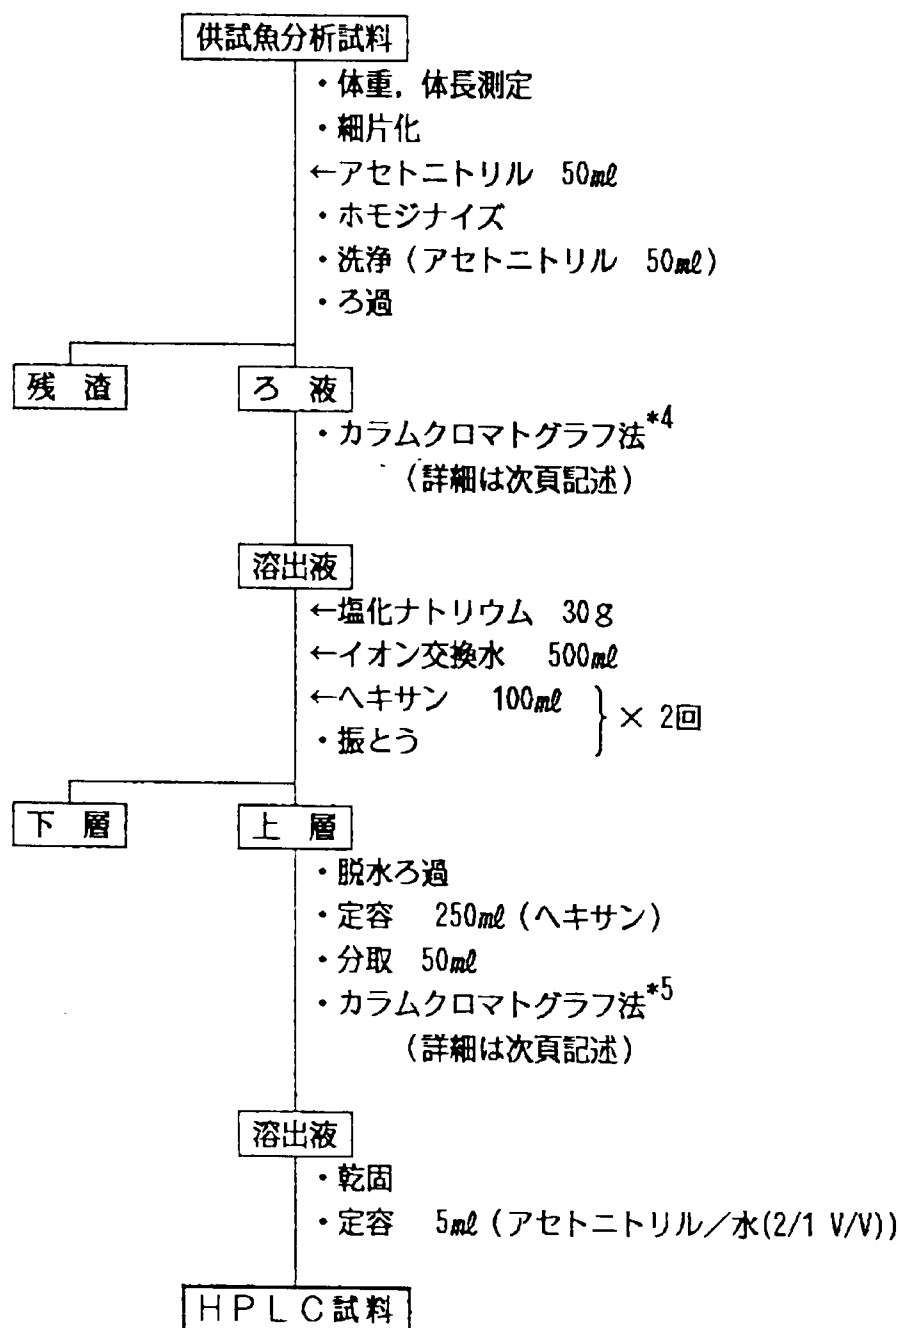 供試魚分析試料
・体重，体長測定
・細片化
←アセトニトリル　50ml
・ホモジナイズ
・洗浄（アセトニトリル　50ml）
・ろ過
残　渣　ろ　液
・カラムクロマトグラフ法*4
（詳細は次頁記述）
溶出液
←塩化ナトリウム　30g
←イオン交換水　500ml
←ヘキサン　100ml
・振とう
} × 2回
下　層　上　層
・脱水ろ過
・定容　250ml（ヘキサン）
・分取　50ml
・カラムクロマトグラフ法*5
（詳細は次頁記述）
溶出液
・乾固
・定容　5ml（アセトニトリル／水(2/1 V/V)）
ＨＰＬＣ試料